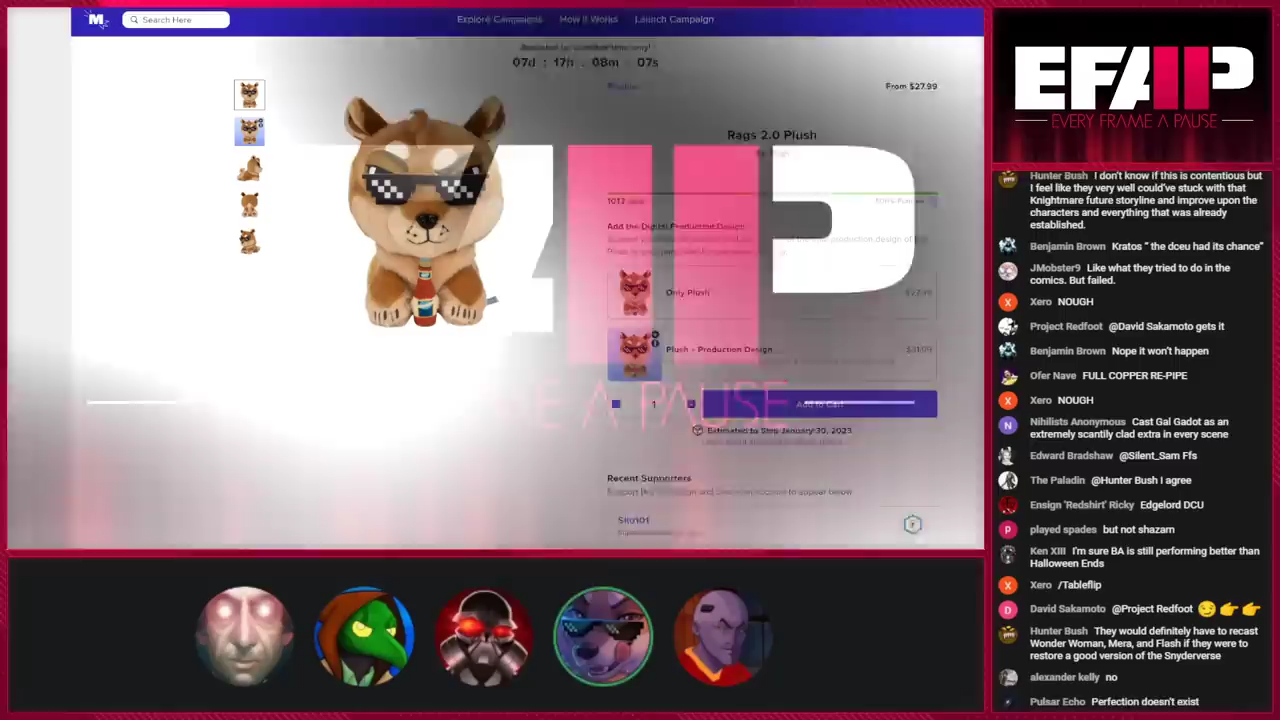 M
Search Here
Explore Campaigns
How It Works
Launch Campaign
07d : 17h : 08m : 07s
From $27.99
Rags 2.0 Plush
1012
Add the Digital Production Design
Only Plush
$27.99
Plush + Production Design
$31.99
1
Add to Cart
Estimated to Ship January 30, 2023
Recent Supporters
IIP
E A PAUSE
EFAP
EVERY FRAME A PAUSE
Hunter Bush I don't know if this is contentious but
I feel like they very well could've stuck with that
Knightmare future storyline and improve upon the
characters and everything that was already
established.
Benjamin Brown Kratos " the dceu had its chance"
JMobster9 Like what they tried to do in the
comics. But failed.
Xero NOUGH
Project Redfoot @David Sakamoto gets it
Benjamin Brown Nope it won't happen
Ofer Nave FULL COPPER RE-PIPE
Xero NOUGH
Nihilists Anonymous Cast Gal Gadot as an
extremely scantily clad extra in every scene
Edward Bradshaw @Silent_Sam Ffs
The Paladin @Hunter Bush I agree
Ensign 'Redshirt' Ricky Edgelord DCU
played spades but not shazam
Ken XIII I'm sure BA is still performing better than
Halloween Ends
Xero /Tableflip
David Sakamoto @Project Redfoot 😏 👉 👉
Hunter Bush They would definitely have to recast
Wonder Woman, Mera, and Flash if they were to
restore a good version of the Snyderverse
alexander kelly no
Pulsar Echo Perfection doesn't exist